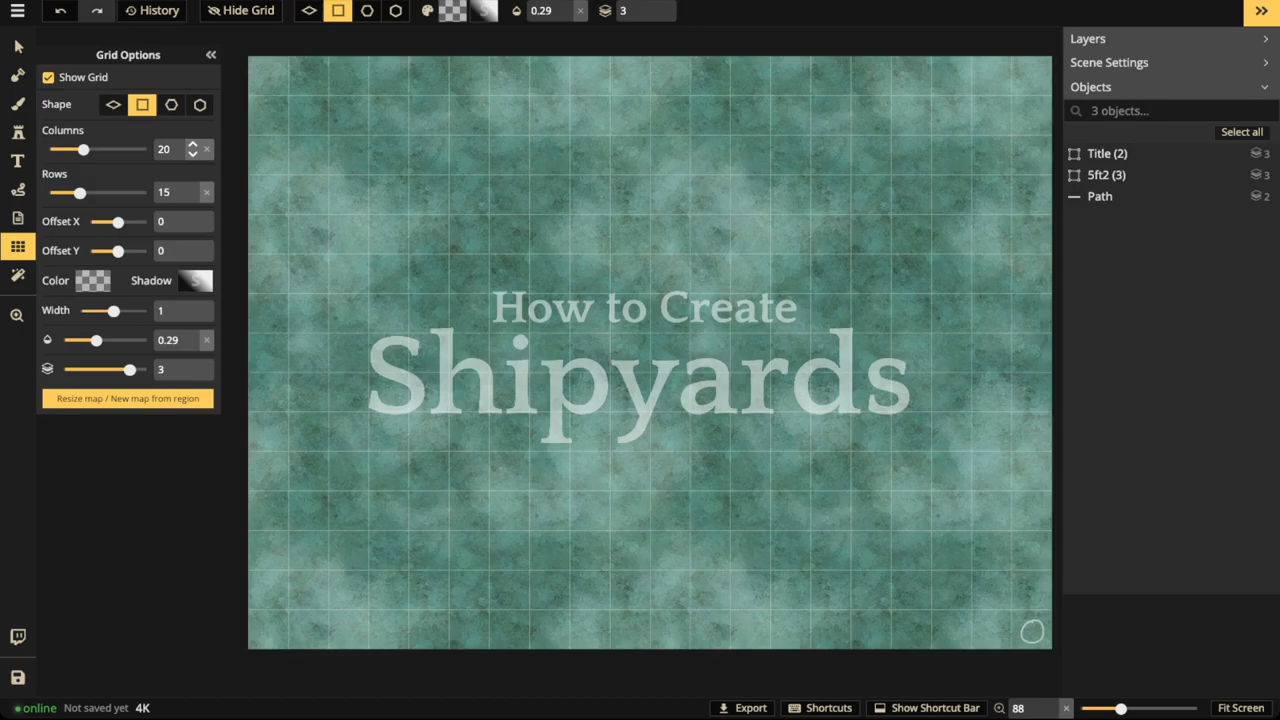 History
Hide Grid
0.29
×
3
Grid Options
Show Grid
Shape
Columns
20
×
Rows
15
×
Offset X
0
Offset Y
0
Color
Shadow
S
Width
1
0.29
×
3
Resize map / New map from region
How to Create
Shipyards
Layers
Scene Settings
Objects
3 objects...
Select all
Title (2)
3
5ft2 (3)
3
Path
2
online
Not saved yet
4K
Export
Shortcuts
Show Shortcut Bar
88
×
Fit Screen